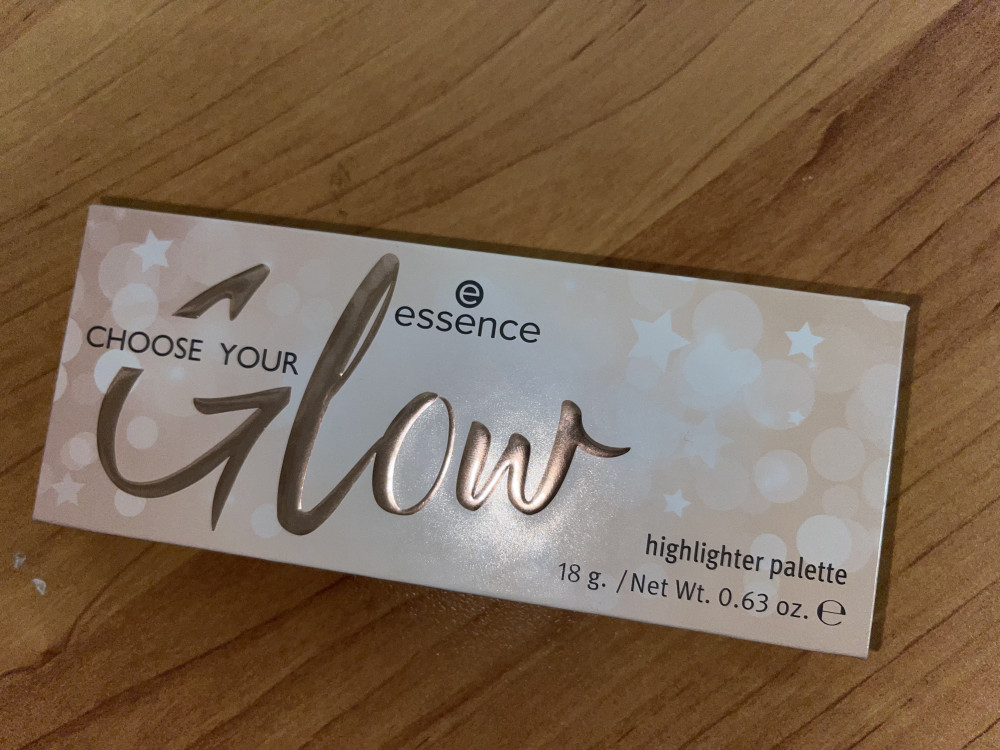 e
essence
CHOOSE YOUR
Glow
highlighter palette
18 g. /Net Wt. 0.63 oz. ℮